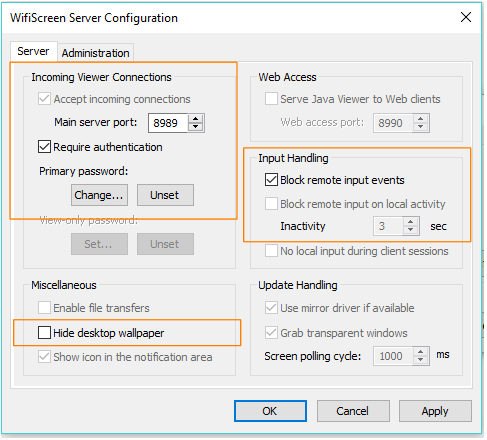 WifiScreen Server Configuration
Server
Administration
Incoming Viewer Connections
Accept incoming connections
Main server port: 8989
Require authentication
Primary password:
Change... Unset
View-only password:
Set... Unset
Web Access
Serve Java Viewer to Web clients
Web access port: 8990
Input Handling
Block remote input events
Block remote input on local activity
Inactivity 3 sec
No local input during client sessions
Miscellaneous
Enable file transfers
Hide desktop wallpaper
Show icon in the notification area
Update Handling
Use mirror driver if available
Grab transparent windows
Screen polling cycle: 1000 ms
OK Cancel Apply